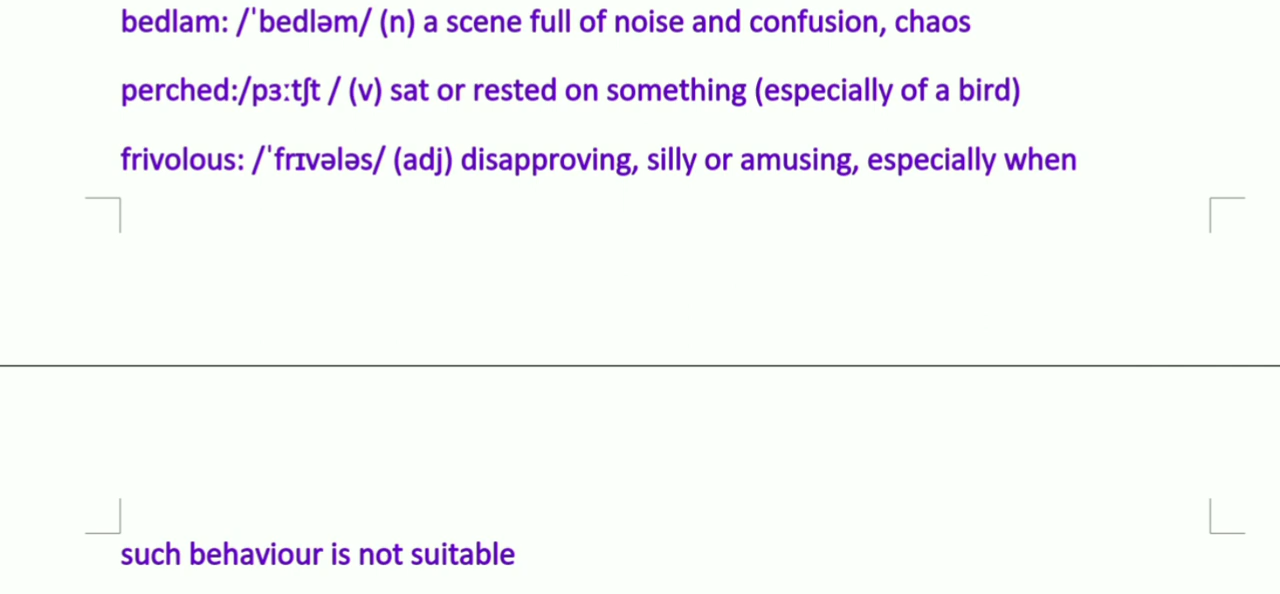 bedlam: /ˈbedləm/ (n) a scene full of noise and confusion, chaos
perched:/pɜːtʃt / (v) sat or rested on something (especially of a bird)
frivolous: /ˈfrɪvələs/ (adj) disapproving, silly or amusing, especially when
such behaviour is not suitable